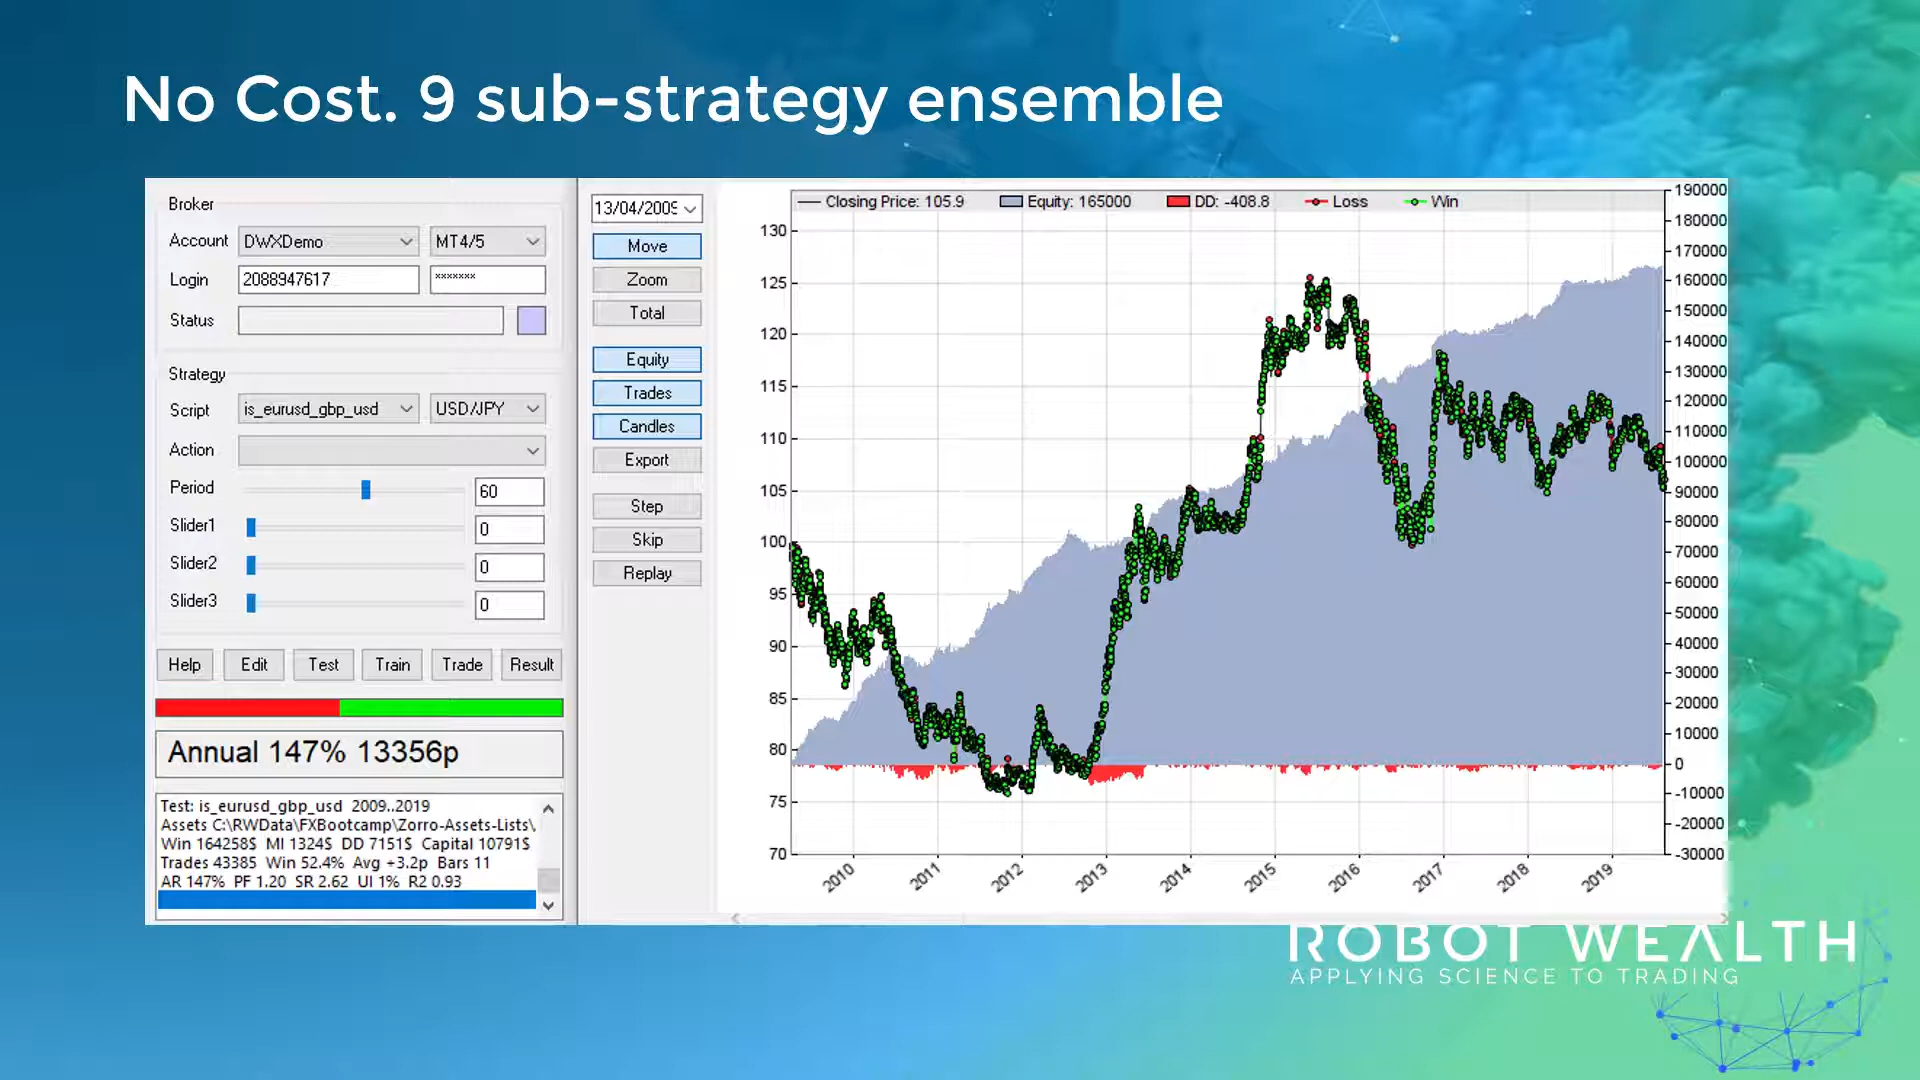 No Cost. 9 sub-strategy ensemble
Broker
Account DWXDemo MT4/5
Login 2088947617 *******
Status
Strategy
Script is_eurusd_gbp_usd USD/JPY
Action
Period 60
Slider1 0
Slider2 0
Slider3 0
Help Edit Test Train Trade Result
Annual 147% 13356p
Test: is_eurusd_gbp_usd 2009..2019
Assets C:\RWData\FXBootcamp\Zorro-Assets-Lists\,
Win 164258$ MI 1324$ DD 7151$ Capital 10791$
Trades 43385 Win 52.4% Avg +3.2p Bars 11
AR 147% PF 1.20 SR 2.62 UI 1% R2 0.93
13/04/2009
Move
Zoom
Total
Equity
Trades
Candles
Export
Step
Skip
Replay
Closing Price: 105.9 Equity: 165000 DD: -408.8 Loss Win
130
125
120
115
110
105
100
95
90
85
80
75
70
190000
180000
170000
160000
150000
140000
130000
120000
110000
100000
90000
80000
70000
60000
50000
40000
30000
20000
10000
0
-10000
-20000
-30000
2010 2011 2012 2013 2014 2015 2016 2017 2018 2019
ROBOT WEALTH
APPLYING SCIENCE TO TRADING